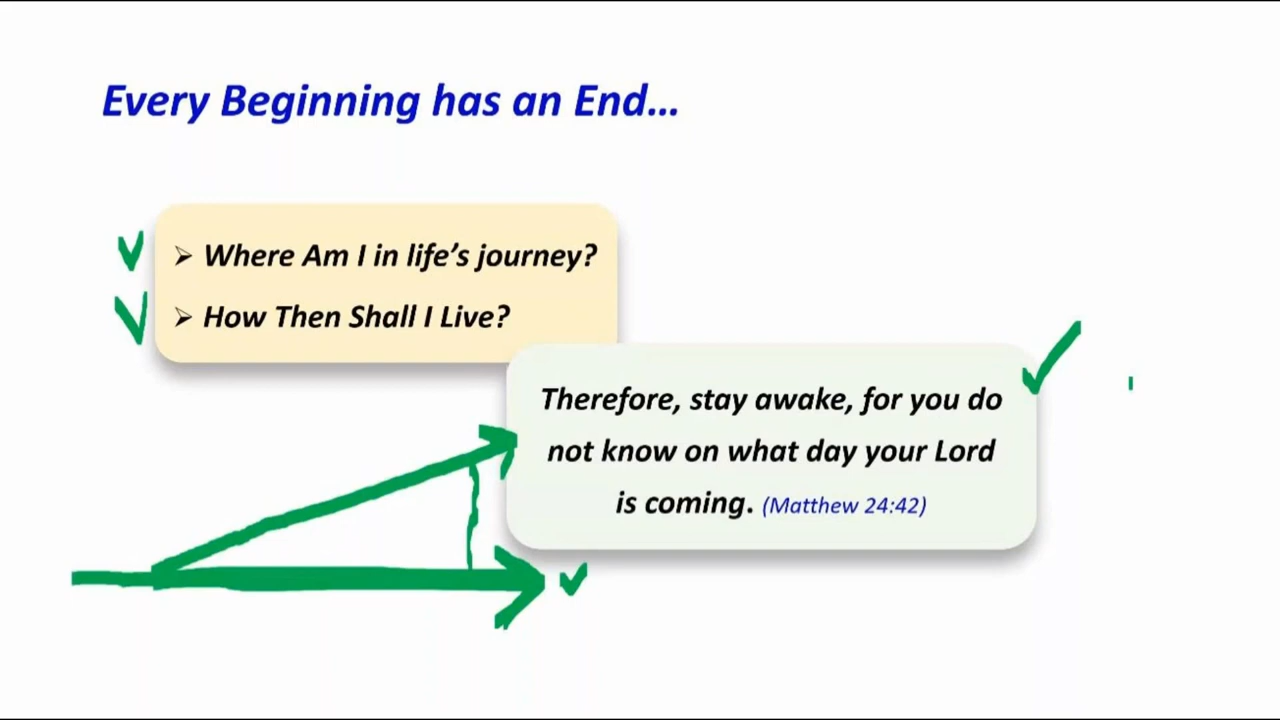 Every Beginning has an End...
➢ Where Am I in life's journey?
➢ How Then Shall I Live?
Therefore, stay awake, for you do
not know on what day your Lord
is coming. (Matthew 24:42)